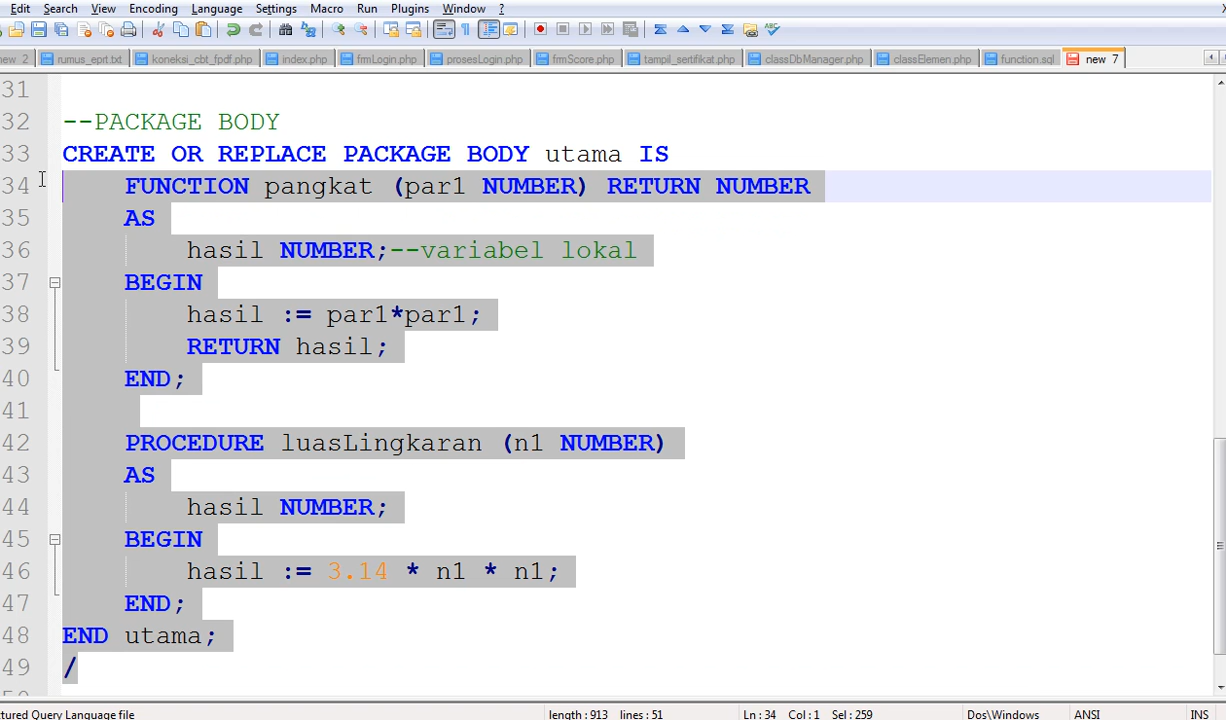 Edit Search View Encoding Language Settings Macro Run Plugins Window ?
new 2 rumus_eprt.txt koneksi_cbt_fpdf.php index.php frmLogin.php prosesLogin.php frmScore.php tampil_sertifikat.php classDbManager.php classElemen.php function.sql new 7
31
32 --PACKAGE BODY
33 CREATE OR REPLACE PACKAGE BODY utama IS
34 FUNCTION pangkat (par1 NUMBER) RETURN NUMBER
35 AS
36 hasil NUMBER;--variabel lokal
37 BEGIN
38 hasil := par1*par1;
39 RETURN hasil;
40 END;
41
42 PROCEDURE luasLingkaran (n1 NUMBER)
43 AS
44 hasil NUMBER;
45 BEGIN
46 hasil := 3.14 * n1 * n1;
47 END;
48 END utama;
49 /
tured Query Language file length : 913 lines : 51 Ln : 34 Col : 1 Sel : 259 Dos\Windows ANSI INS